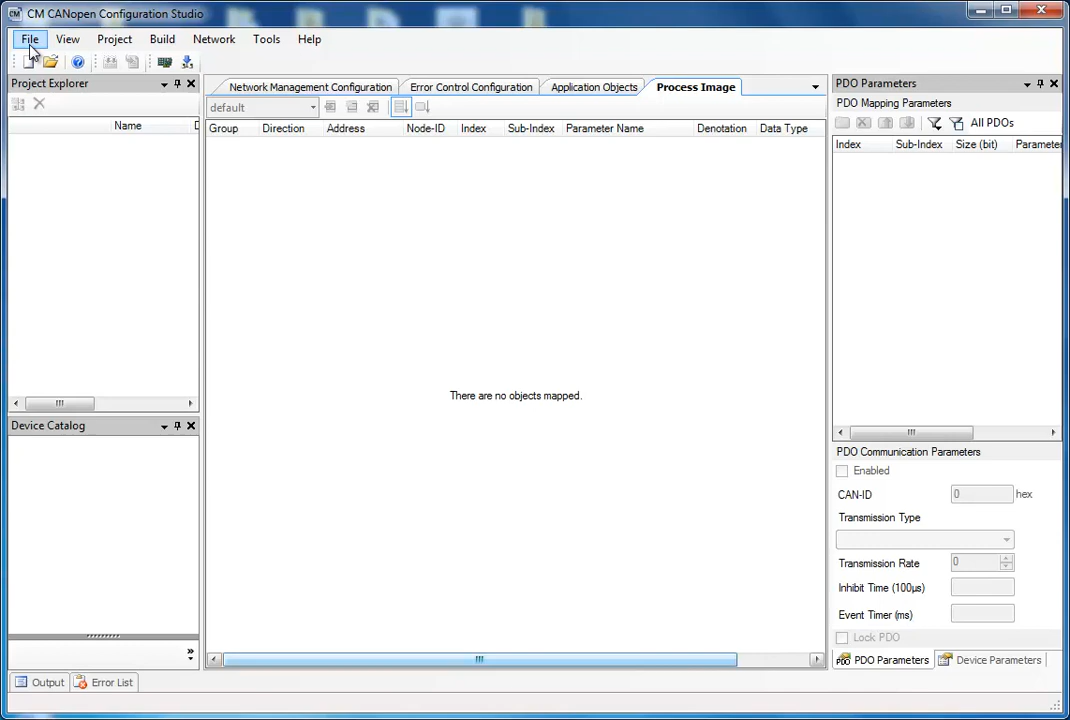 CM CANopen Configuration Studio
File View Project Build Network Tools Help
Project Explorer
Name
Device Catalog
Network Management Configuration Error Control Configuration Application Objects Process Image
default
Group Direction Address Node-ID Index Sub-Index Parameter Name Denotation Data Type
There are no objects mapped.
PDO Parameters
PDO Mapping Parameters
All PDOs
Index Sub-Index Size (bit) Parameter
PDO Communication Parameters
Enabled
CAN-ID 0 hex
Transmission Type
Transmission Rate 0
Inhibit Time (100µs)
Event Timer (ms)
Lock PDO
PDO Parameters Device Parameters
Output Error List